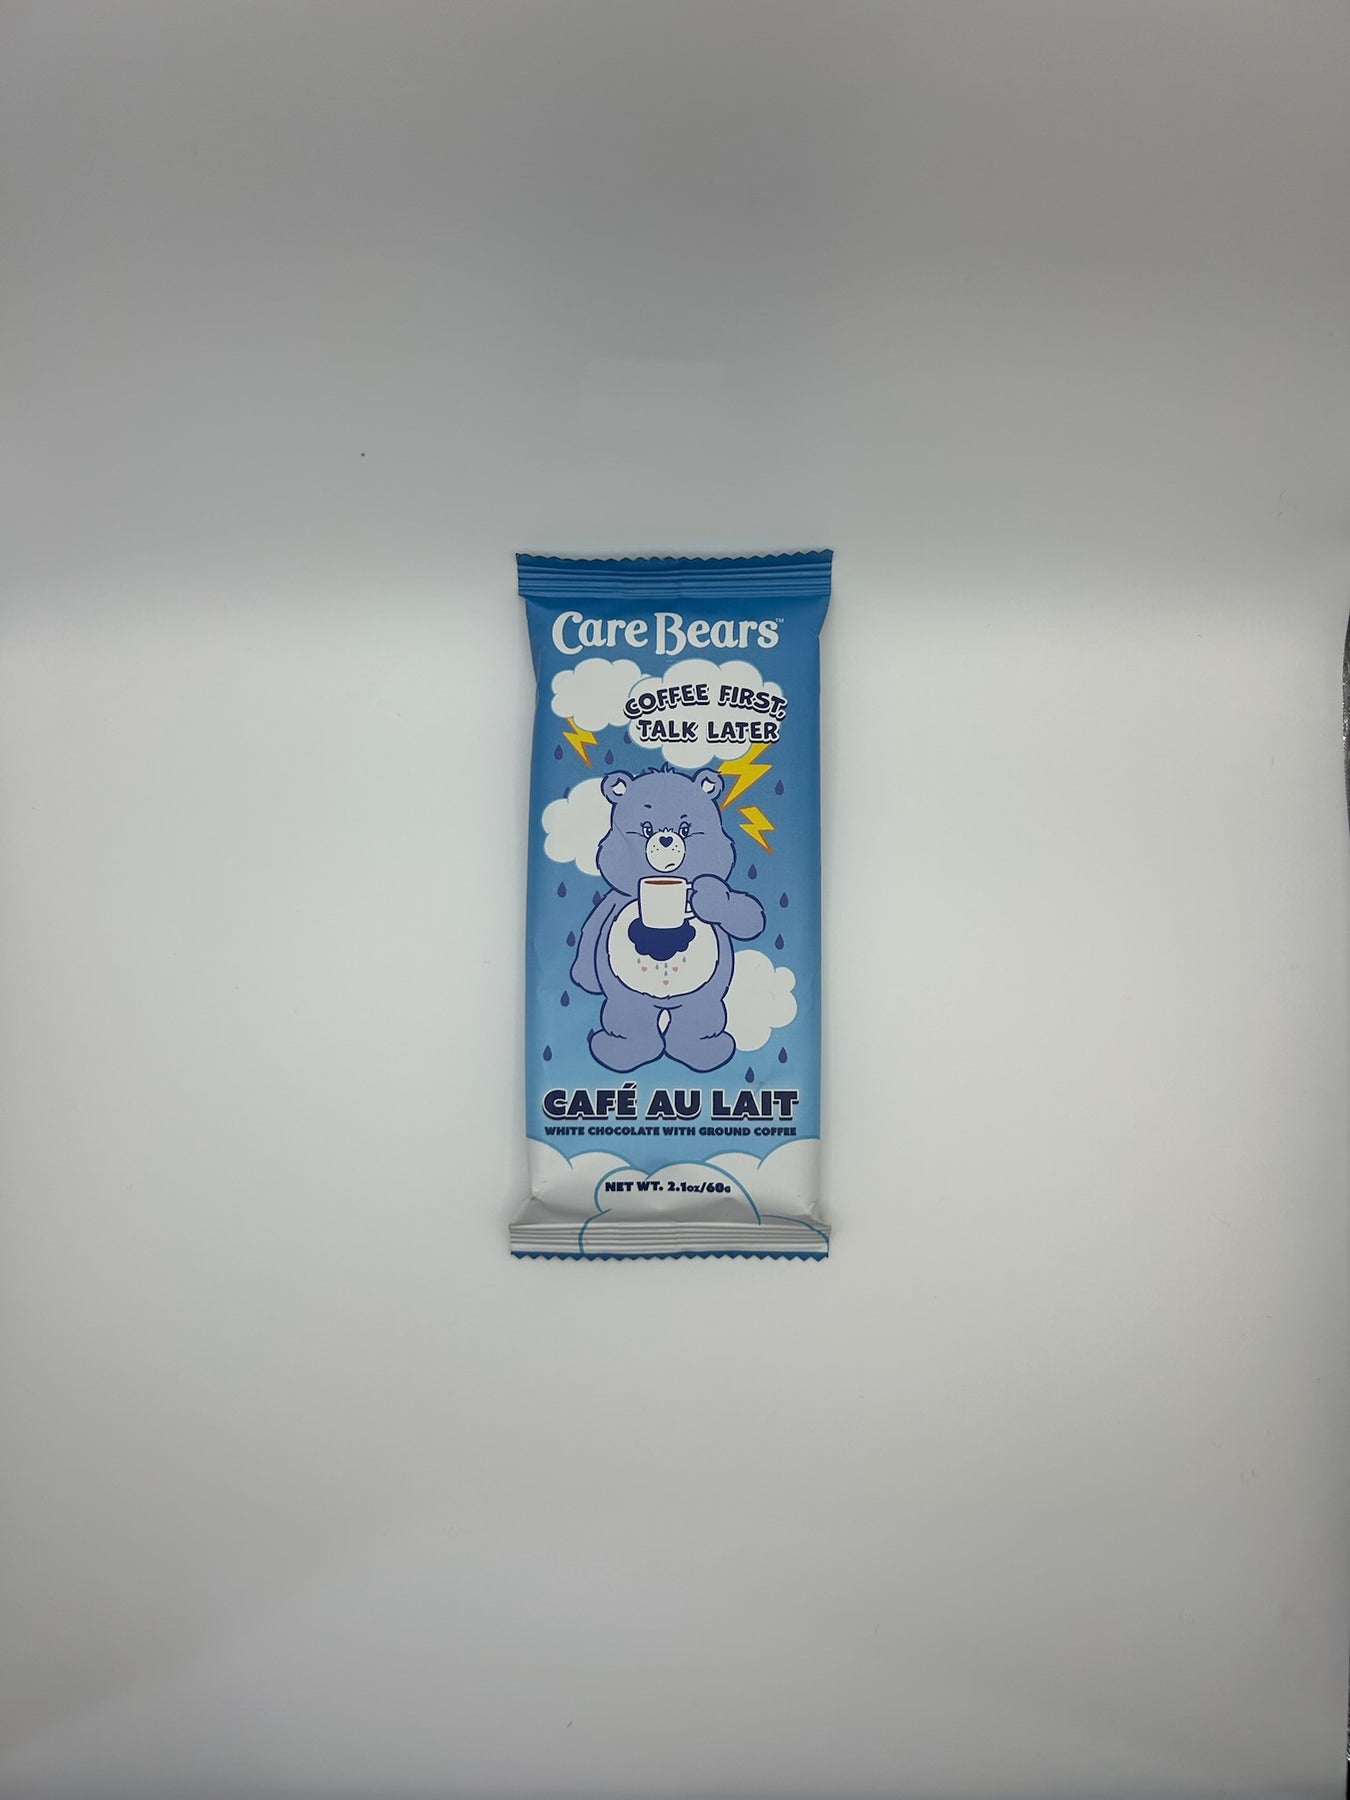 Care Bears™
COFFEE FIRST,
TALK LATER
CAFÉ AU LAIT
WHITE CHOCOLATE WITH GROUND COFFEE
NET WT. 2.1oz/60G